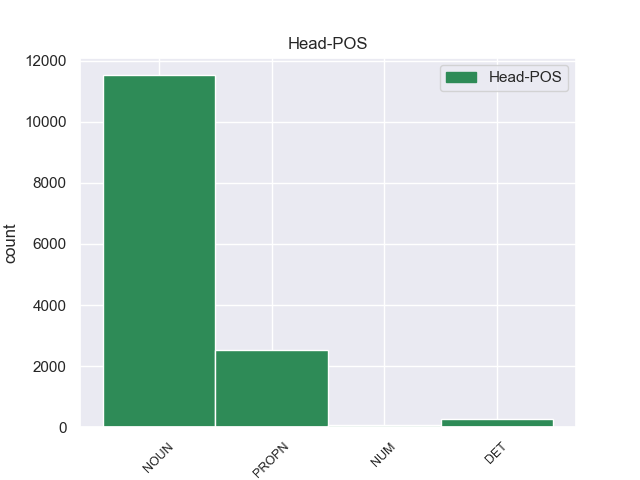 Head-POS
Head-POS
12000
10000
8000
6000
4000
2000
0
count
NOUN
PROPN
NUM
DET